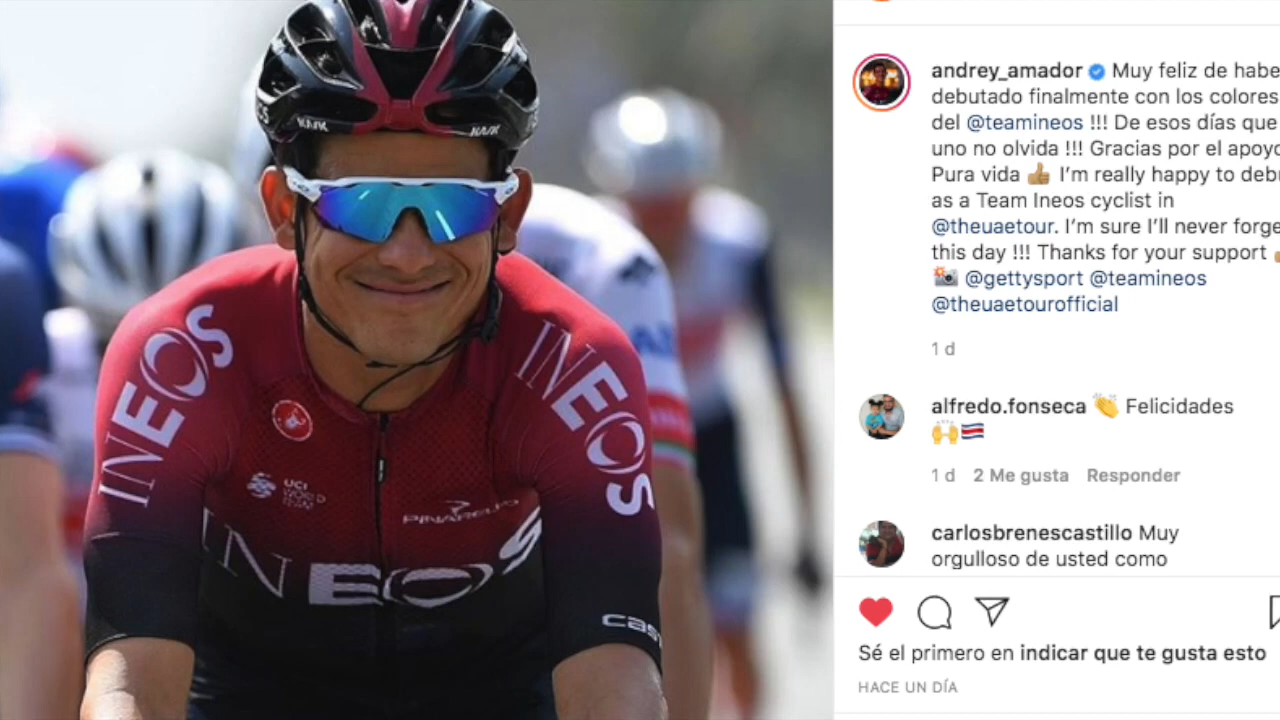 KASK
KASK
INEOS
INEOS
UCI
WORLD
TEAM
PINARELLO
INEOS
andrey_amador Muy feliz de habe
debutado finalmente con los colores
del @teamineos !!! De esos días que
uno no olvida !!! Gracias por el apoyo
Pura vida 👍🏽 I'm really happy to debu
as a Team Ineos cyclist in
@theuaetour. I'm sure I'll never forge
this day !!! Thanks for your support
📸 @gettysport @teamineos
@theuaetourofficial
1 d
alfredo.fonseca 👏 Felicidades
🙌🇨🇷
1 d 2 Me gusta Responder
carlosbrenescastillo Muy
orgulloso de usted como
Sé el primero en indicar que te gusta esto
HACE UN DÍA